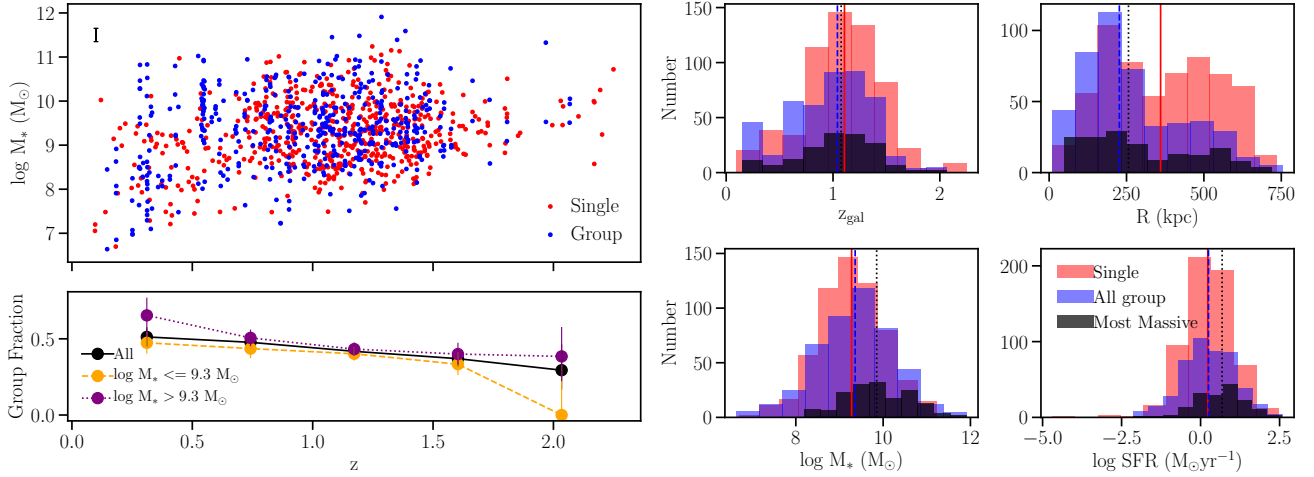 12
11
10
9
8
7
log M* (M⊙)
Single
Group
0.5
0.0
Group Fraction
All
log M* <= 9.3 M⊙
log M* > 9.3 M⊙
0.0 0.5 1.0 1.5 2.0
z
150
100
50
0
Number
0 1 2
z_gal
100
50
0
0 250 500 750
R (kpc)
150
100
50
0
Number
8 10 12
log M* (M⊙)
200
100
0
Single
All group
Most Massive
−5.0 −2.5 0.0 2.5
log SFR (M⊙yr⁻¹)